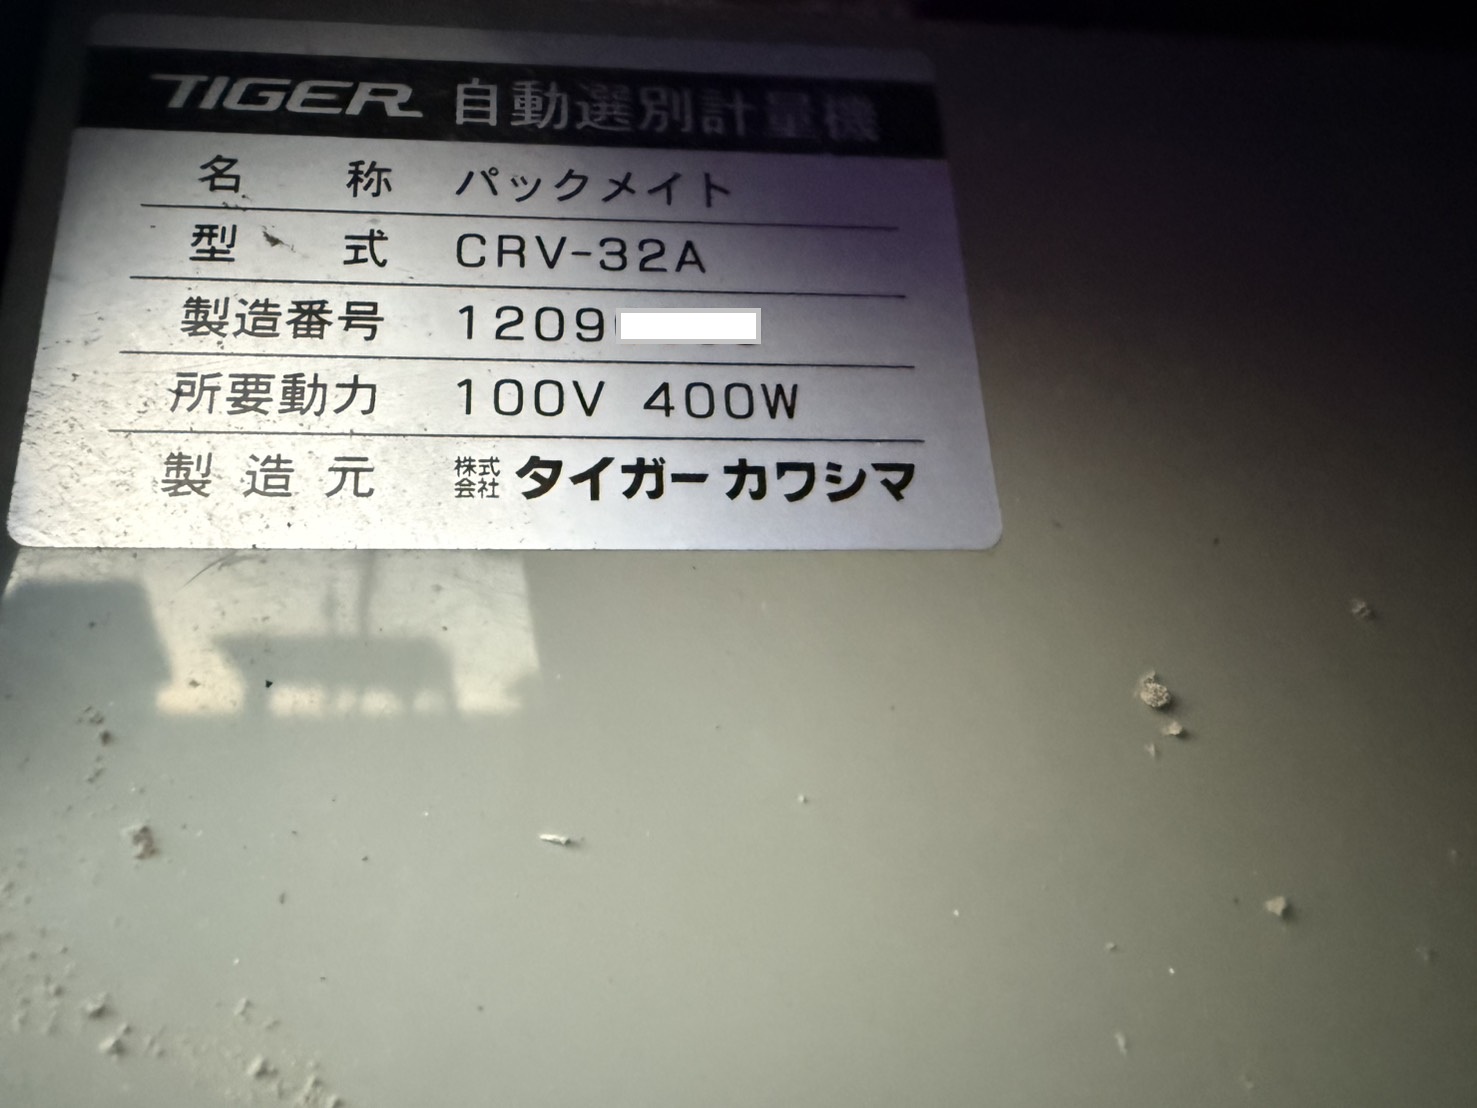 TIGER 自動選別計量機
名称 パックメイト
型式 CRV-32A
製造番号 1209
所要動力 100V 400W
製造元 株式会社 タイガーカワシマ